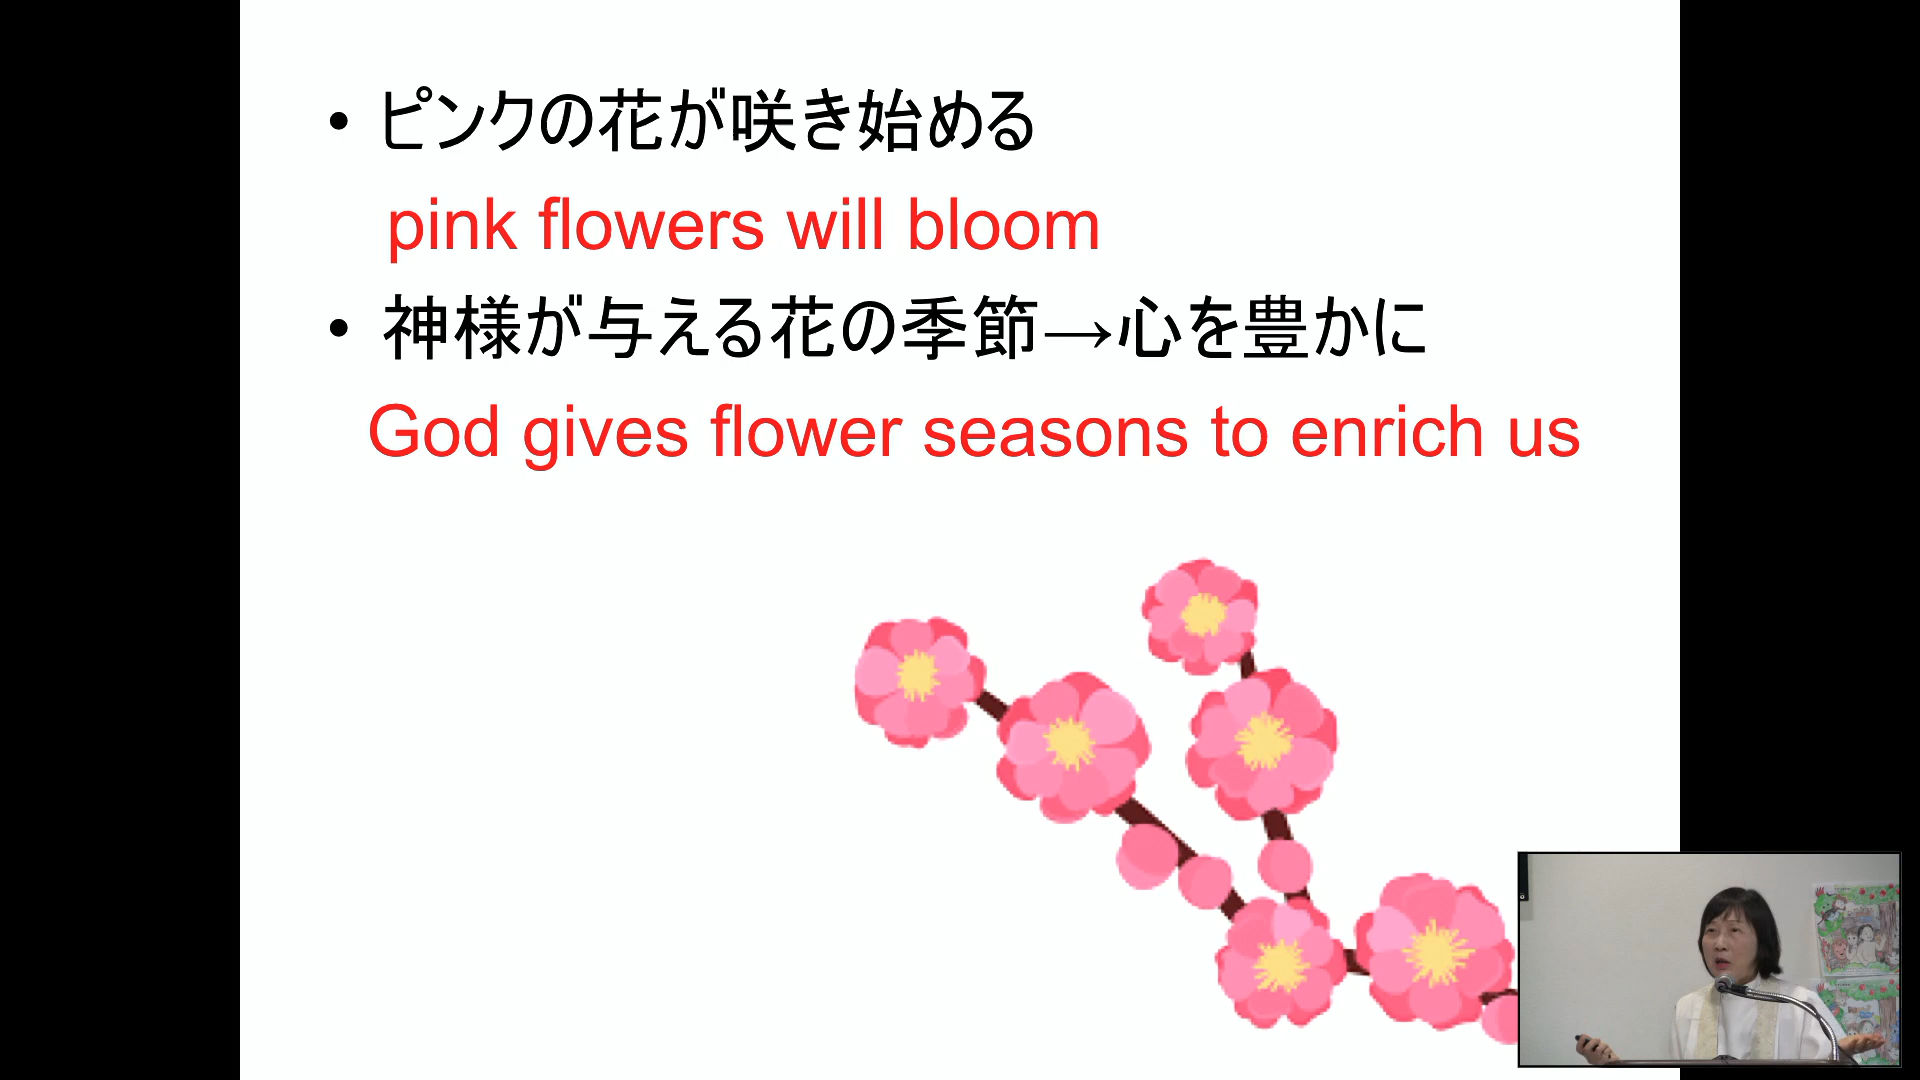 • ピンクの花が咲き始める
pink flowers will bloom
• 神様が与える花の季節→心を豊かに
God gives flower seasons to enrich us